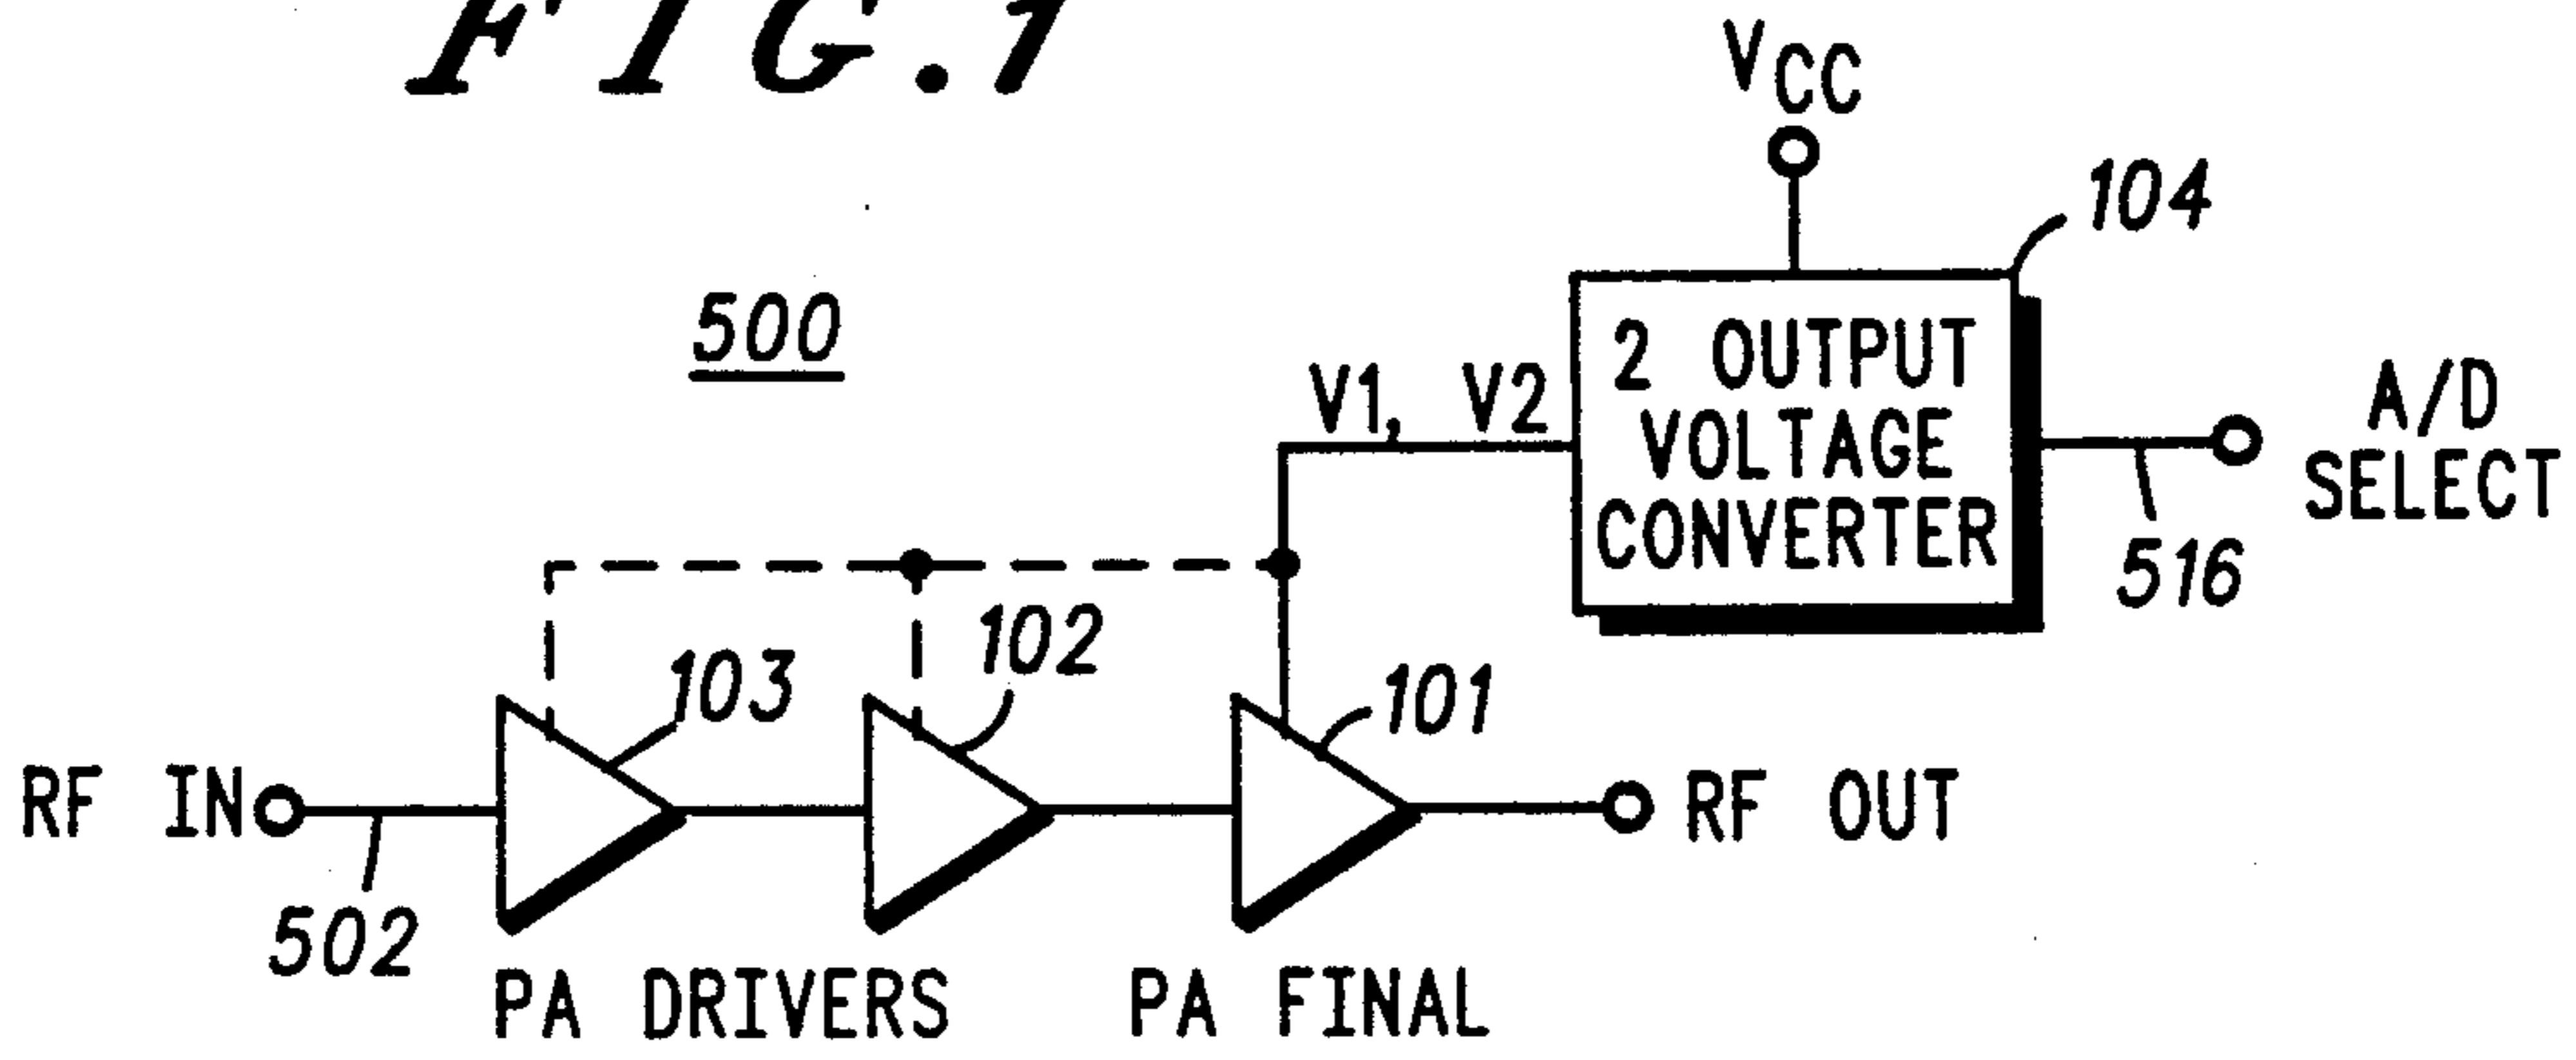 FIG.1
VCC
104
500
2 OUTPUT
VOLTAGE
CONVERTER
V1, V2
A/D
SELECT
516
103
102
101
RF IN
RF OUT
502
PA DRIVERS
PA FINAL